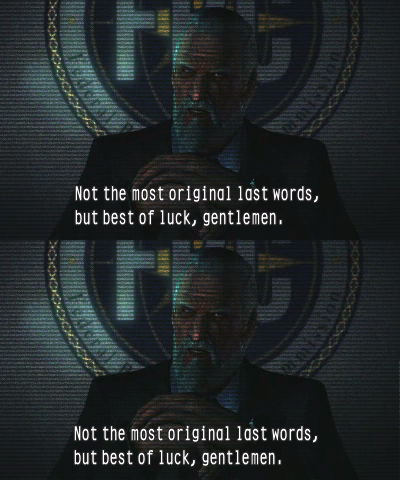 Not the most original last words,
but best of luck, gentlemen.
Not the most original last words,
but best of luck, gentlemen.